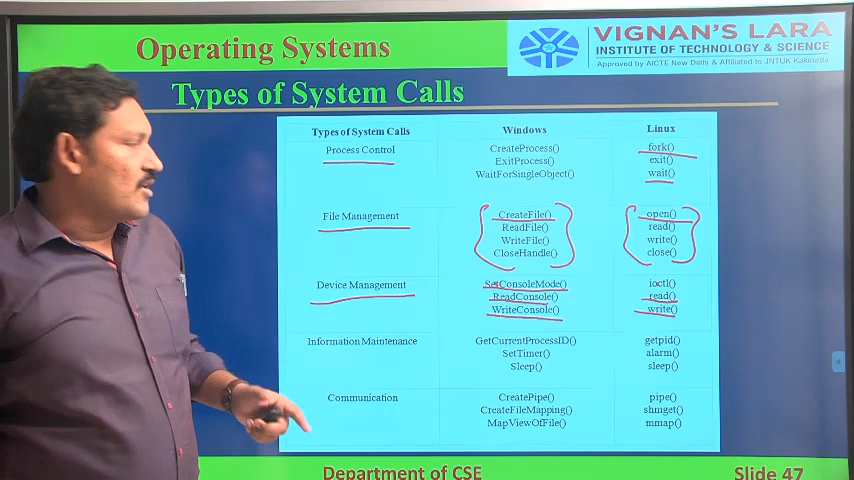 Operating Systems
VIGNAN'S LARA
INSTITUTE OF TECHNOLOGY & SCIENCE
Approved by AICTE New Delhi & Affiliated to JNTUK Kakinada
Types of System Calls
Types of System Calls Windows Linux
Process Control CreateProcess() fork()
ExitProcess() exit()
WaitForSingleObject() wait()
File Management CreateFile() open()
ReadFile() read()
WriteFile() write()
CloseHandle() close()
Device Management SetConsoleMode() ioctl()
ReadConsole() read()
WriteConsole() write()
Information Maintenance GetCurrentProcessID() getpid()
SetTimer() alarm()
Sleep() sleep()
Communication CreatePipe() pipe()
CreateFileMapping() shmget()
MapViewOfFile() mmap()
Department of CSE
Slide 47